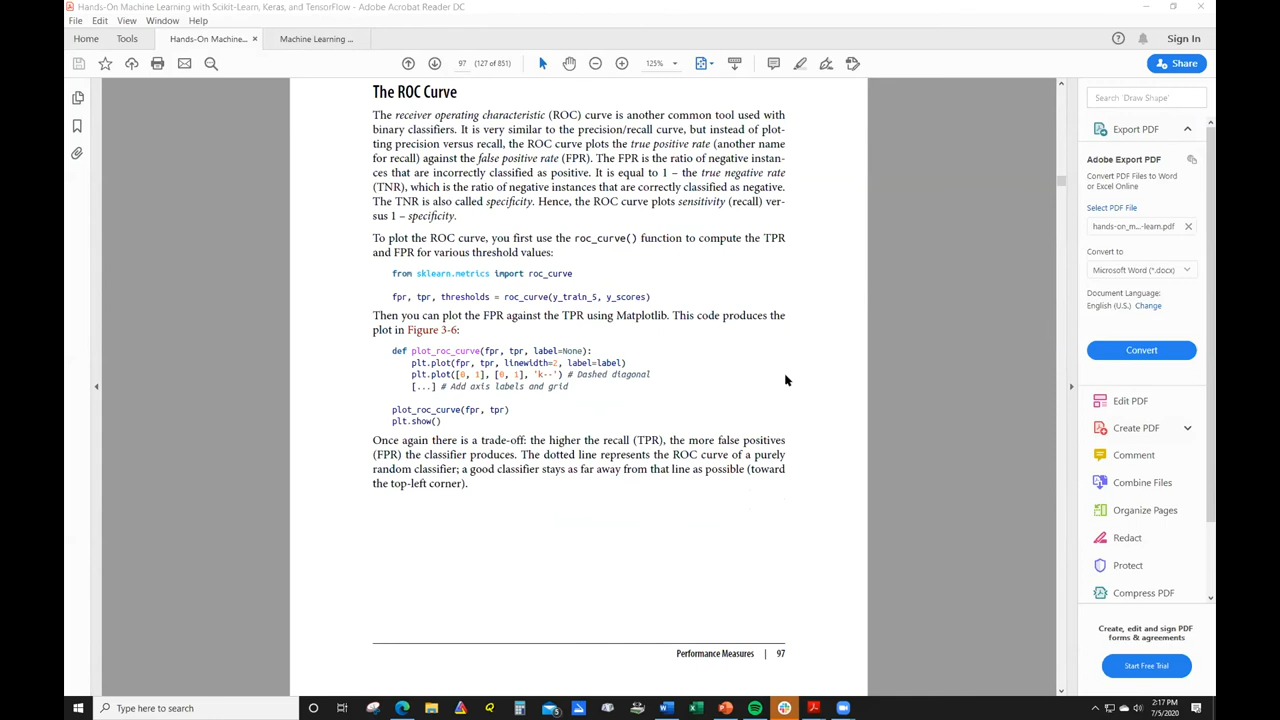 Hands-On Machine Learning with Scikit-Learn, Keras, and TensorFlow - Adobe Acrobat Reader DC
File Edit View Window Help
Home Tools Hands-On Machine... × Machine Learning ... Sign In
97 (127 of 851) 125% Share
The ROC Curve
The receiver operating characteristic (ROC) curve is another common tool used with
binary classifiers. It is very similar to the precision/recall curve, but instead of plot-
ting precision versus recall, the ROC curve plots the true positive rate (another name
for recall) against the false positive rate (FPR). The FPR is the ratio of negative instan-
ces that are incorrectly classified as positive. It is equal to 1 – the true negative rate
(TNR), which is the ratio of negative instances that are correctly classified as negative.
The TNR is also called specificity. Hence, the ROC curve plots sensitivity (recall) ver-
sus 1 – specificity.
To plot the ROC curve, you first use the roc_curve() function to compute the TPR
and FPR for various threshold values:
from sklearn.metrics import roc_curve
fpr, tpr, thresholds = roc_curve(y_train_5, y_scores)
Then you can plot the FPR against the TPR using Matplotlib. This code produces the
plot in Figure 3-6:
def plot_roc_curve(fpr, tpr, label=None):
plt.plot(fpr, tpr, linewidth=2, label=label)
plt.plot([0, 1], [0, 1], 'k--') # Dashed diagonal
[...] # Add axis labels and grid
plot_roc_curve(fpr, tpr)
plt.show()
Once again there is a trade-off: the higher the recall (TPR), the more false positives
(FPR) the classifier produces. The dotted line represents the ROC curve of a purely
random classifier; a good classifier stays as far away from that line as possible (toward
the top-left corner).
Performance Measures | 97
Search 'Draw Shape'
Export PDF
Adobe Export PDF
Convert PDF Files to Word
or Excel Online
Select PDF File
hands-on_m...-learn.pdf ×
Convert to
Microsoft Word (*.docx)
Document Language:
English (U.S.) Change
Convert
Edit PDF
Create PDF
Comment
Combine Files
Organize Pages
Redact
Protect
Compress PDF
Create, edit and sign PDF
forms & agreements
Start Free Trial
Type here to search
2:17 PM
7/5/2020